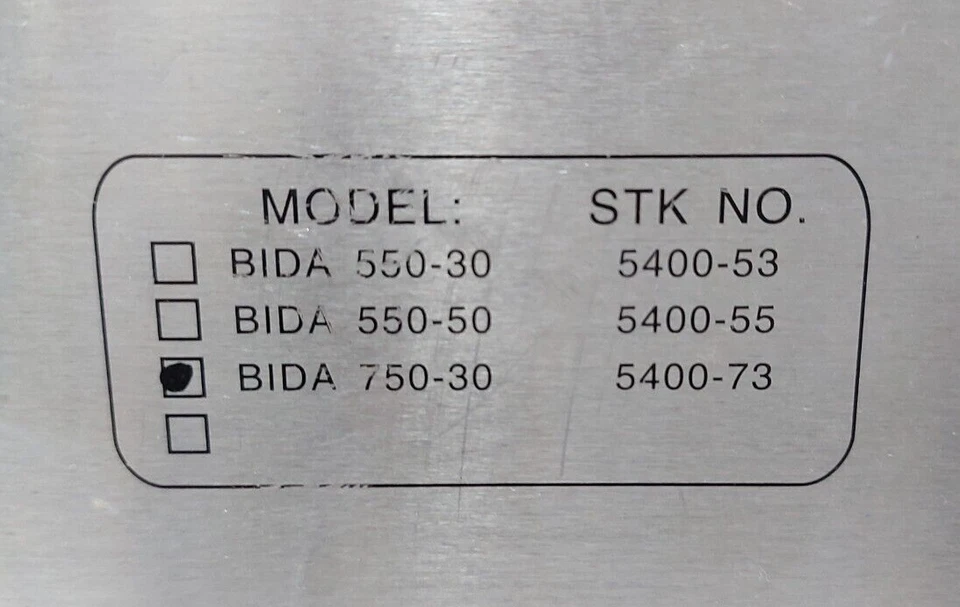 MODEL: STK NO.
BIDA 550-30 5400-53
BIDA 550-50 5400-55
BIDA 750-30 5400-73